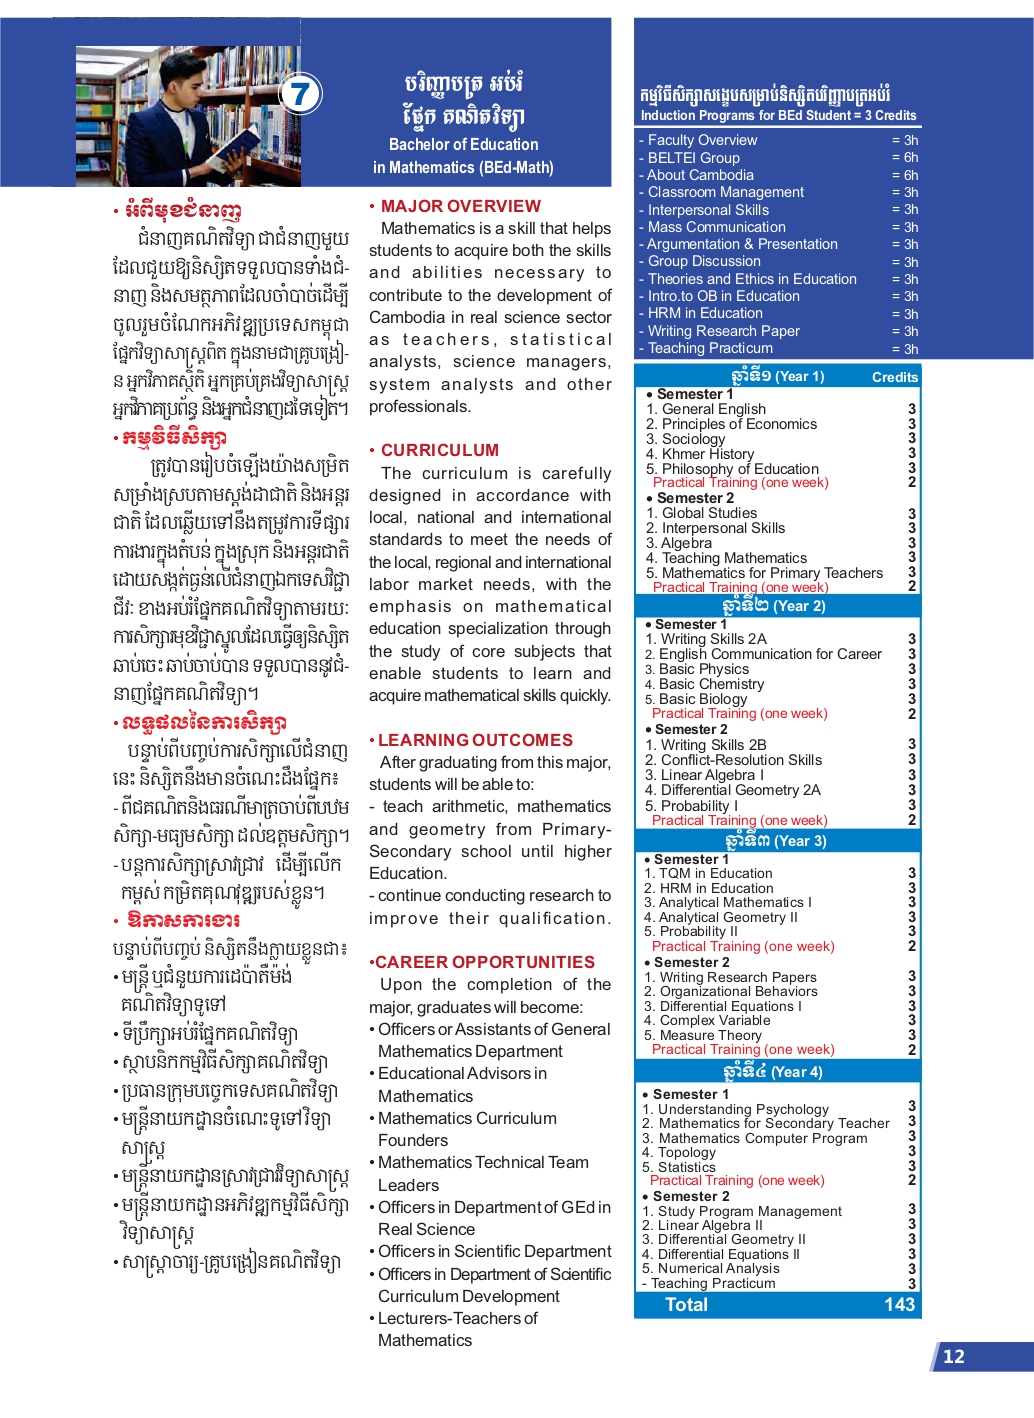 7
បរិញ្ញាបត្រ អប់រំ
ផ្នែក គណិតវិទ្យា
Bachelor of Education
in Mathematics (BEd-Math)
• អំពីមុខជំនាញ
ជំនាញគណិតវិទ្យា ជាជំនាញមួយ
ដែលជួយឱ្យនិស្សិតទទួលបានទាំងជំ-
នាញ និងសមត្ថភាពដែលចាំបាច់ដើម្បី
ចូលរួមចំណែកអភិវឌ្ឍប្រទេសកម្ពុជា
ផ្នែកវិទ្យាសាស្ត្រពិត ក្នុងនាមជាគ្រូបង្រៀ-
ន អ្នកវិភាគស្ថិតិ អ្នកគ្រប់គ្រងវិទ្យាសាស្ត្រ
អ្នកវិភាគប្រព័ន្ធ និងអ្នកជំនាញដទៃទៀត។
• កម្មវិធីសិក្សា
ត្រូវបានរៀបចំឡើងយ៉ាងសម្រិត
សម្រាំងស្របតាមស្តង់ដាជាតិ និងអន្តរ
ជាតិ ដែលឆ្លើយទៅនឹងតម្រូវការទីផ្សារ
ការងារក្នុងតំបន់ ក្នុងស្រុក និងអន្តរជាតិ
ដោយសង្កត់ធ្ងន់លើជំនាញឯកទេសវិជ្ជា
ជីវៈ ខាងអប់រំផ្នែកគណិតវិទ្យាតាមរយៈ
ការសិក្សារមុខវិជ្ជាស្នូលដែលធ្វើឲ្យនិស្សិត
ឆាប់ចេះ ឆាប់ចាប់បាន ទទួលបាននូវជំ-
នាញផ្នែកគណិតវិទ្យា។
• លទ្ធផលនៃការសិក្សា
បន្ទាប់ពីបញ្ចប់ការសិក្សាលើជំនាញ
នេះ និស្សិតនឹងមានចំណេះដឹងផ្នែក៖
- ពីជគណិតនិងធរណីមាត្រចាប់ពីបឋម
សិក្សា-មធ្យមសិក្សា ដល់ឧត្តមសិក្សា។
- បន្តការសិក្សាស្រាវជ្រាវ ដើម្បីលើក
កម្ពស់ កម្រិតគុណវុឌ្ឍរបស់ខ្លួន។
• ឱកាសការងារ
បន្ទាប់ពីបញ្ចប់ និស្សិតនឹងក្លាយខ្លួនជា៖
• មន្ត្រី ឬជំនួយការដេប៉ាតឺម៉ង់
គណិតវិទ្យាទូទៅ
• ទីប្រឹក្សាអប់រំផ្នែកគណិតវិទ្យា
• ស្ថាបនិកកម្មវិធីសិក្សាគណិតវិទ្យា
• ប្រធានក្រុមបច្ចេកទេសគណិតវិទ្យា
• មន្ត្រីនាយកដ្ឋានចំណេះទូទៅវិទ្យា
សាស្ត្រ
• មន្ត្រីនាយកដ្ឋានស្រាវជ្រាវវិទ្យាសាស្ត្រ
• មន្ត្រីនាយកដ្ឋានអភិវឌ្ឍកម្មវិធីសិក្សា
វិទ្យាសាស្ត្រ
• សាស្ត្រាចារ្យ-គ្រូបង្រៀនគណិតវិទ្យា
• MAJOR OVERVIEW
Mathematics is a skill that helps
students to acquire both the skills
and abilities necessary to
contribute to the development of
Cambodia in real science sector
as teachers, statistical
analysts, science managers,
system analysts and other
professionals.
• CURRICULUM
The curriculum is carefully
designed in accordance with
local, national and international
standards to meet the needs of
the local, regional and international
labor market needs, with the
emphasis on mathematical
education specialization through
the study of core subjects that
enable students to learn and
acquire mathematical skills quickly.
• LEARNING OUTCOMES
After graduating from this major,
students will be able to:
- teach arithmetic, mathematics
and geometry from Primary-
Secondary school until higher
Education.
- continue conducting research to
improve their qualification.
•CAREER OPPORTUNITIES
Upon the completion of the
major, graduates will become:
• Officers or Assistants of General
Mathematics Department
• Educational Advisors in
Mathematics
• Mathematics Curriculum
Founders
• Mathematics Technical Team
Leaders
• Officers in Department of GEd in
Real Science
• Officers in Scientific Department
• Officers in Department of Scientific
Curriculum Development
• Lecturers-Teachers of
Mathematics
កម្មវិធីសិក្សាសង្ខេបសម្រាប់និស្សិតបរិញ្ញាបត្រអប់រំ
Induction Programs for BEd Student = 3 Credits
- Faculty Overview = 3h
- BELTEI Group = 6h
- About Cambodia = 6h
- Classroom Management = 3h
- Interpersonal Skills = 3h
- Mass Communication = 3h
- Argumentation & Presentation = 3h
- Group Discussion = 3h
- Theories and Ethics in Education = 3h
- Intro.to OB in Education = 3h
- HRM in Education = 3h
- Writing Research Paper = 3h
- Teaching Practicum = 3h
ឆ្នាំទី១ (Year 1) Credits
• Semester 1
1. General English 3
2. Principles of Economics 3
3. Sociology 3
4. Khmer History 3
5. Philosophy of Education 3
Practical Training (one week) 2
• Semester 2
1. Global Studies 3
2. Interpersonal Skills 3
3. Algebra 3
4. Teaching Mathematics 3
5. Mathematics for Primary Teachers 3
Practical Training (one week) 2
ឆ្នាំទី២ (Year 2)
• Semester 1
1. Writing Skills 2A 3
2. English Communication for Career 3
3. Basic Physics 3
4. Basic Chemistry 3
5. Basic Biology 3
Practical Training (one week) 2
• Semester 2
1. Writing Skills 2B 3
2. Conflict-Resolution Skills 3
3. Linear Algebra I 3
4. Differential Geometry 2A 3
5. Probability I 3
Practical Training (one week) 2
ឆ្នាំទី៣ (Year 3)
• Semester 1
1. TQM in Education 3
2. HRM in Education 3
3. Analytical Mathematics I 3
4. Analytical Geometry II 3
5. Probability II 3
Practical Training (one week) 2
• Semester 2
1. Writing Research Papers 3
2. Organizational Behaviors 3
3. Differential Equations I 3
4. Complex Variable 3
5. Measure Theory 3
Practical Training (one week) 2
ឆ្នាំទី៤ (Year 4)
• Semester 1
1. Understanding Psychology 3
2. Mathematics for Secondary Teacher 3
3. Mathematics Computer Program 3
4. Topology 3
5. Statistics 3
Practical Training (one week) 2
• Semester 2
1. Study Program Management 3
2. Linear Algebra II 3
3. Differential Geometry II 3
4. Differential Equations II 3
5. Numerical Analysis 3
- Teaching Practicum 3
Total 143
12